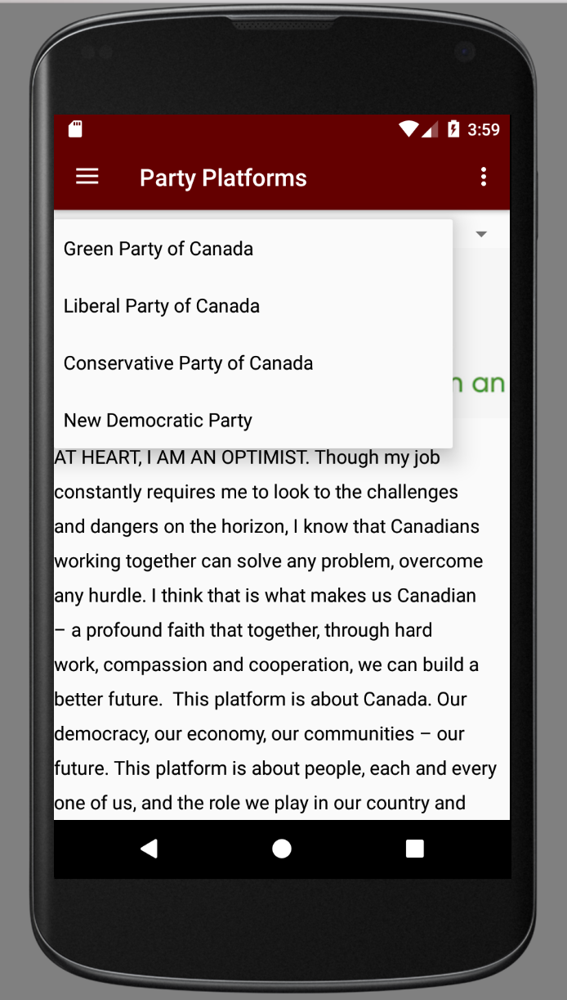 3:59
Party Platforms
Green Party of Canada
Liberal Party of Canada
Conservative Party of Canada
an
New Democratic Party
AT HEART, I AM AN OPTIMIST. Though my job
constantly requires me to look to the challenges
and dangers on the horizon, I know that Canadians
working together can solve any problem, overcome
any hurdle. I think that is what makes us Canadian
– a profound faith that together, through hard
work, compassion and cooperation, we can build a
better future.  This platform is about Canada. Our
democracy, our economy, our communities – our
future. This platform is about people, each and every
one of us, and the role we play in our country and